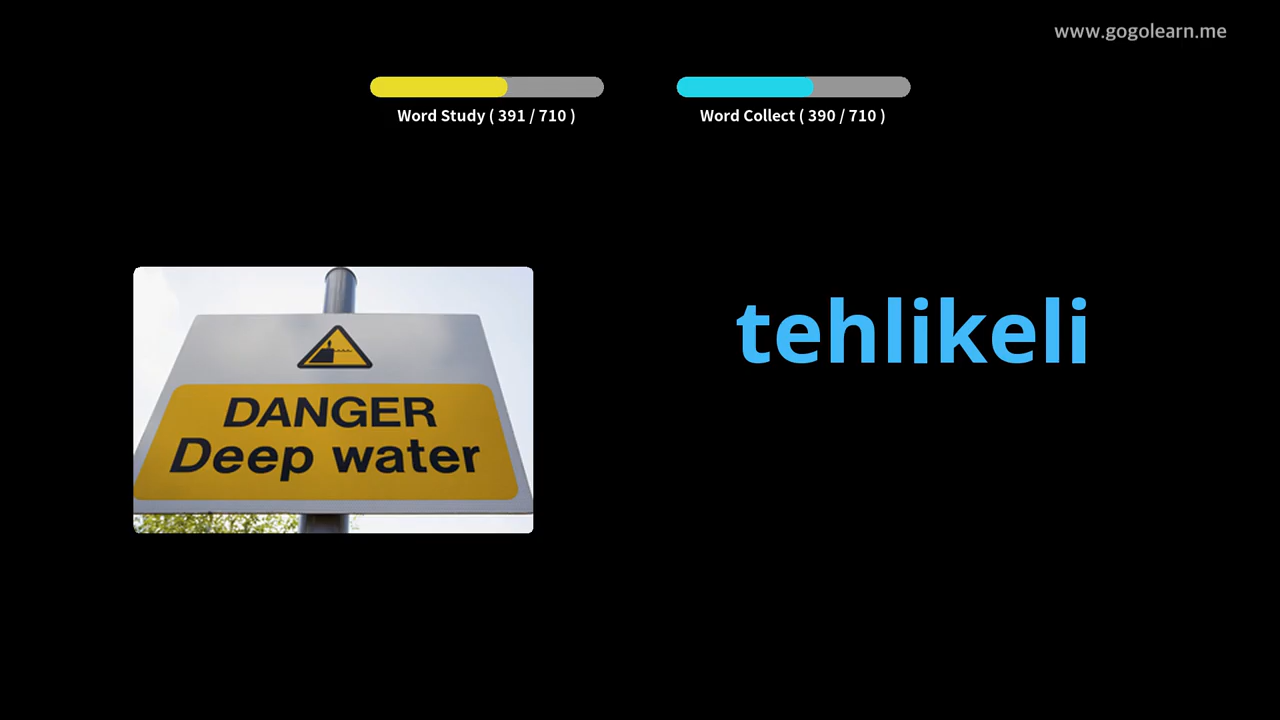 www.gogolearn.me
Word Study ( 391 / 710 )
Word Collect ( 390 / 710 )
DANGER
Deep water
tehlikeli